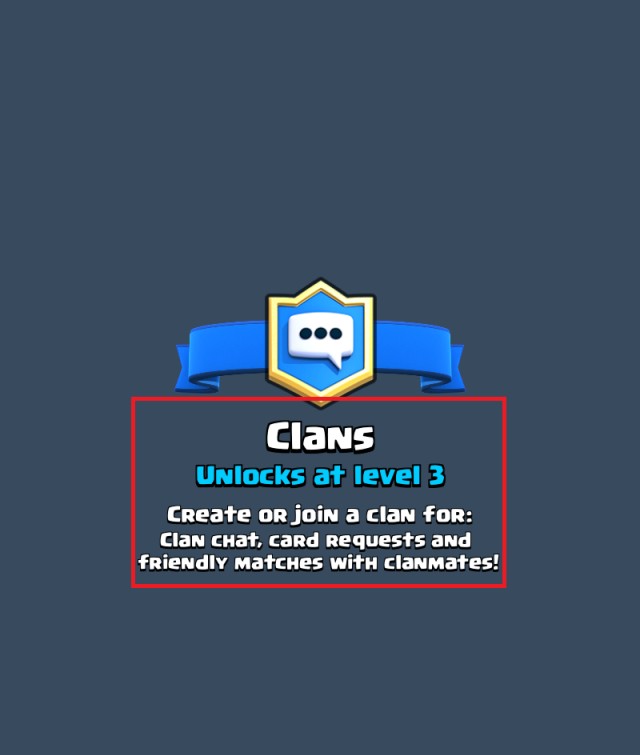 Clans
Unlocks at level 3
Create or join a clan for:
Clan chat, card requests and
friendly matches with clanmates!